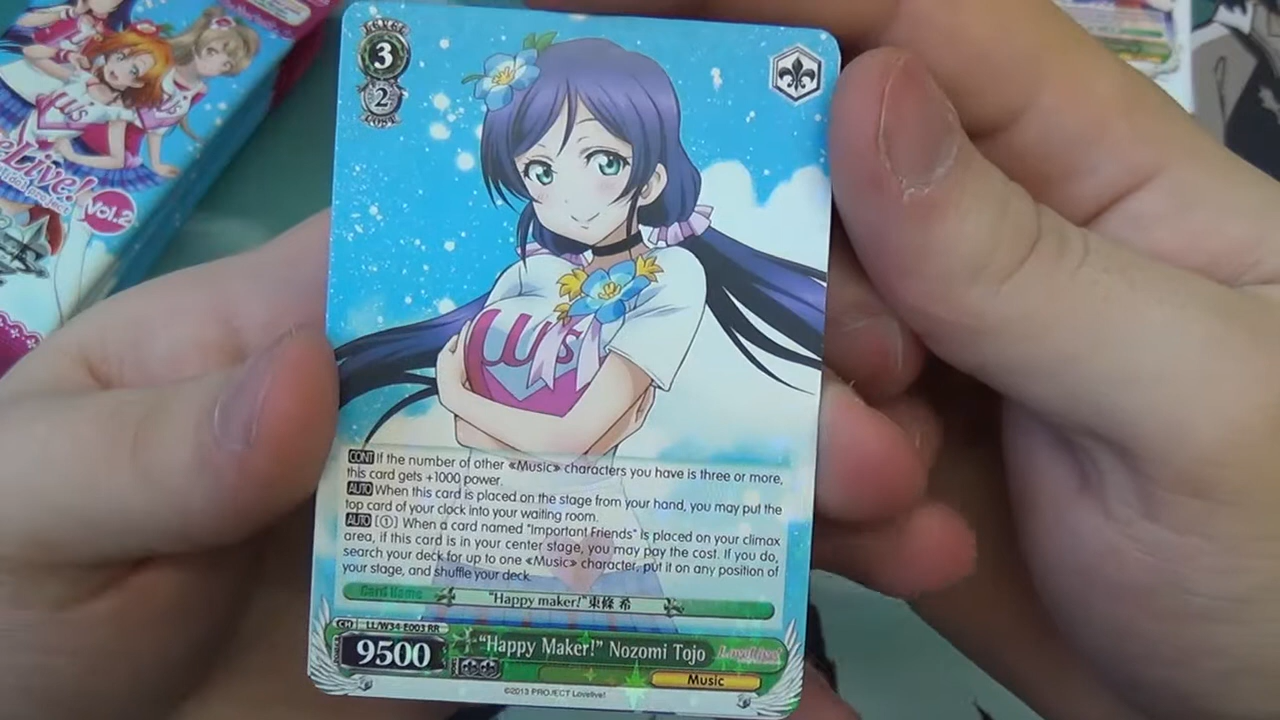 LEVEL
3
2
COST
μ's
LoveLive!
Vol.2
LUS
CONT If the number of other «Music» characters you have is three or more,
this card gets +1000 power.
AUTO When this card is placed on the stage from your hand, you may put the
top card of your clock into your waiting room.
AUTO [①] When a card named "Important Friends" is placed on your climax
area, if this card is in your center stage, you may pay the cost. If you do,
search your deck for up to one «Music» character, put it on any position of
your stage, and shuffle your deck.
Card Name "Happy maker!"東條 希
CH LL/W34-E003 RR
9500 "Happy Maker!" Nozomi Tojo LoveLive!
Music
©2013 PROJECT Lovelive!